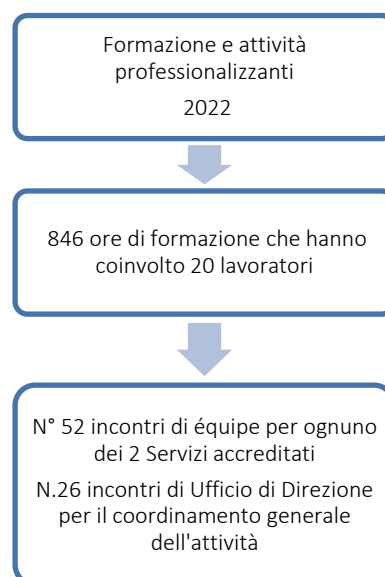 Formazione e attività
professionalizzanti
2022
846 ore di formazione che hanno
coinvolto 20 lavoratori
N° 52 incontri di équipe per ognuno
dei 2 Servizi accreditati
N.26 incontri di Ufficio di Direzione
per il coordinamento generale
dell'attività